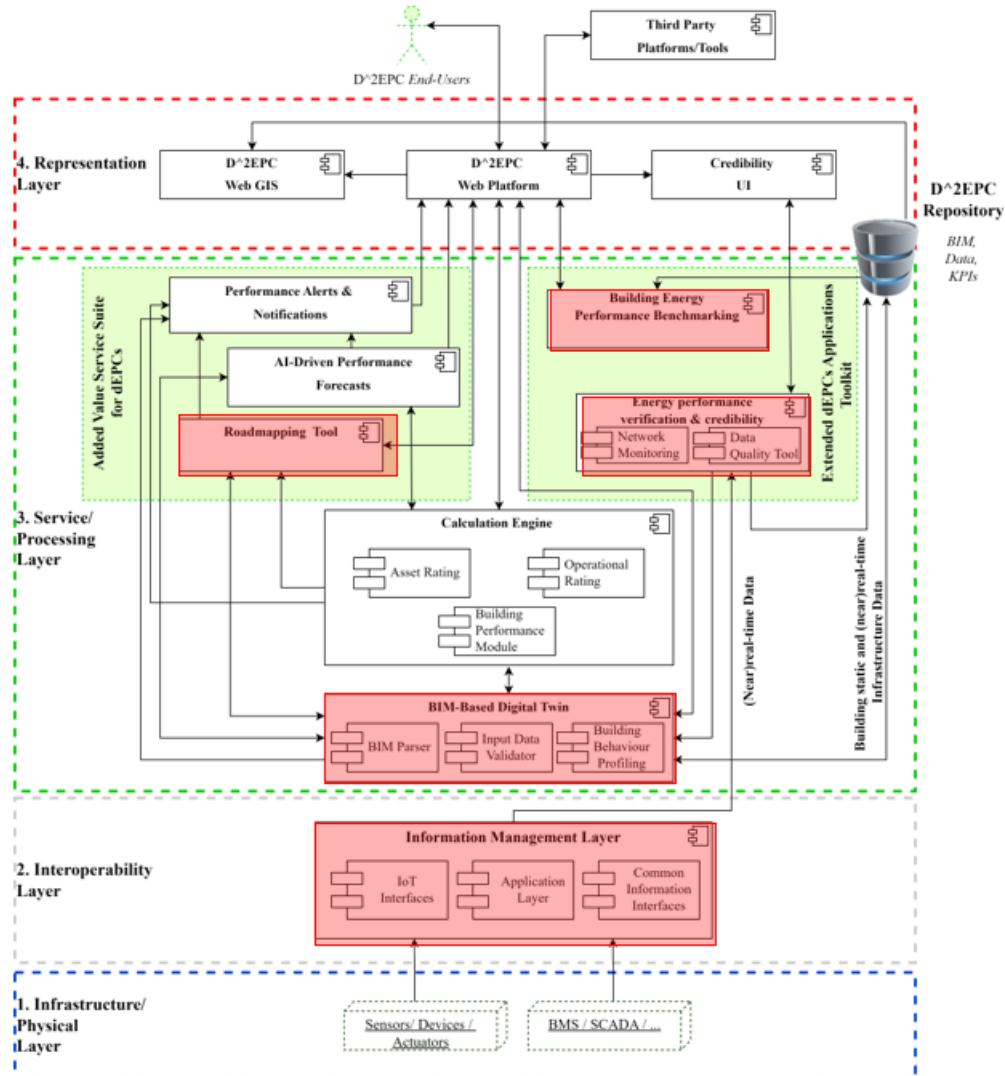 Third Party
Platforms/Tools
D^2EPC End-Users
4. Representation
Layer
D^2EPC
Web GIS
D^2EPC
Web Platform
Credibility
UI
D^2EPC
Repository
BIM,
Data,
KPIs
Added Value Service Suite
for dEPCs
Performance Alerts &
Notifications
AI-Driven Performance
Forecasts
Roadmapping Tool
Building Energy
Performance Benchmarking
Energy performance
verification & credibility
Network
Monitoring
Data
Quality Tool
Extended dEPCs Applications
Toolkit
3. Service/
Processing
Layer
Calculation Engine
Asset Rating
Operational
Rating
Building
Performance
Module
(Near)real-time Data
Building static and (near)real-time
Infrastructure Data
BIM-Based Digital Twin
BIM Parser
Input Data
Validator
Building
Behaviour
Profiling
2. Interoperability
Layer
Information Management Layer
IoT
Interfaces
Application
Layer
Common
Information
Interfaces
1. Infrastructure/
Physical
Layer
Sensors/ Devices /
Actuators
BMS / SCADA / ...